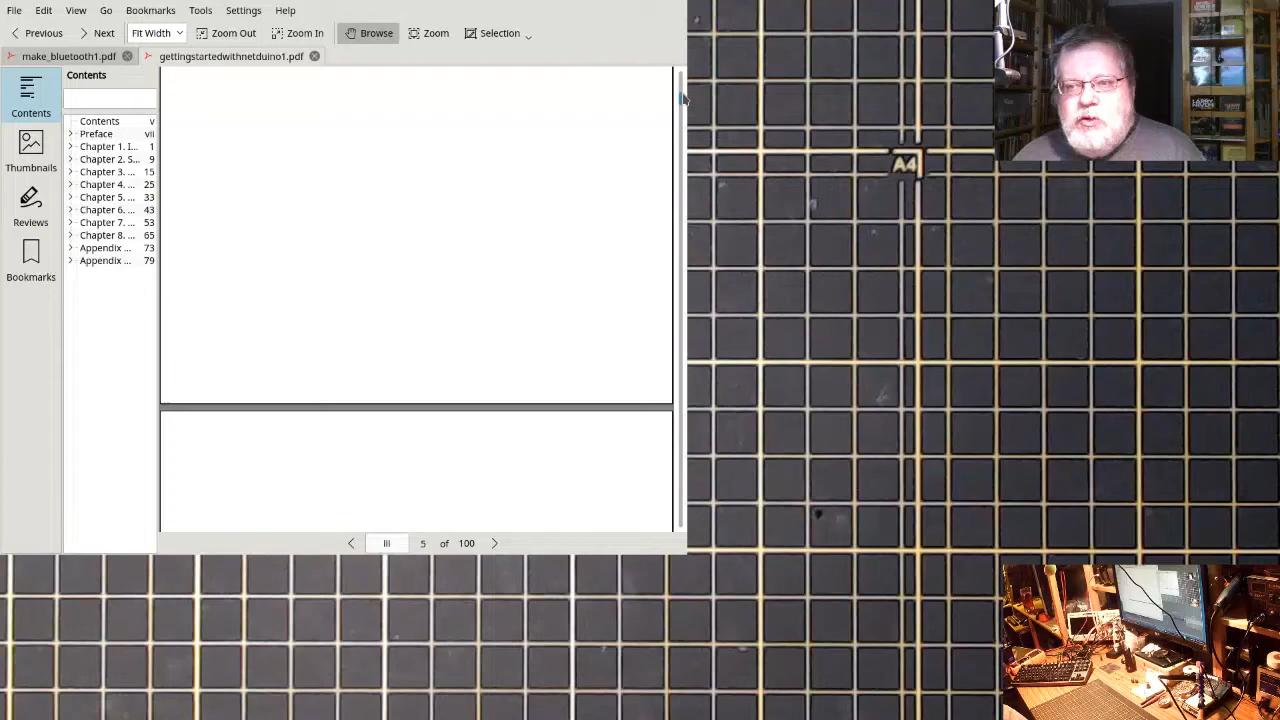 File Edit View Go Bookmarks Tools Settings Help
Previous Next Fit Width Zoom Out Zoom In Browse Zoom Selection
make_bluetooth1.pdf gettingstartedwithnetduino1.pdf
Contents
Contents
Thumbnails
Reviews
Bookmarks
Contents v
Preface vii
Chapter 1. I... 1
Chapter 2. S... 9
Chapter 3. ... 15
Chapter 4. ... 25
Chapter 5. ... 33
Chapter 6. ... 43
Chapter 7. ... 53
Chapter 8. ... 65
Appendix ... 73
Appendix ... 79
iii 5 of 100
A4
LARRY NIVEN